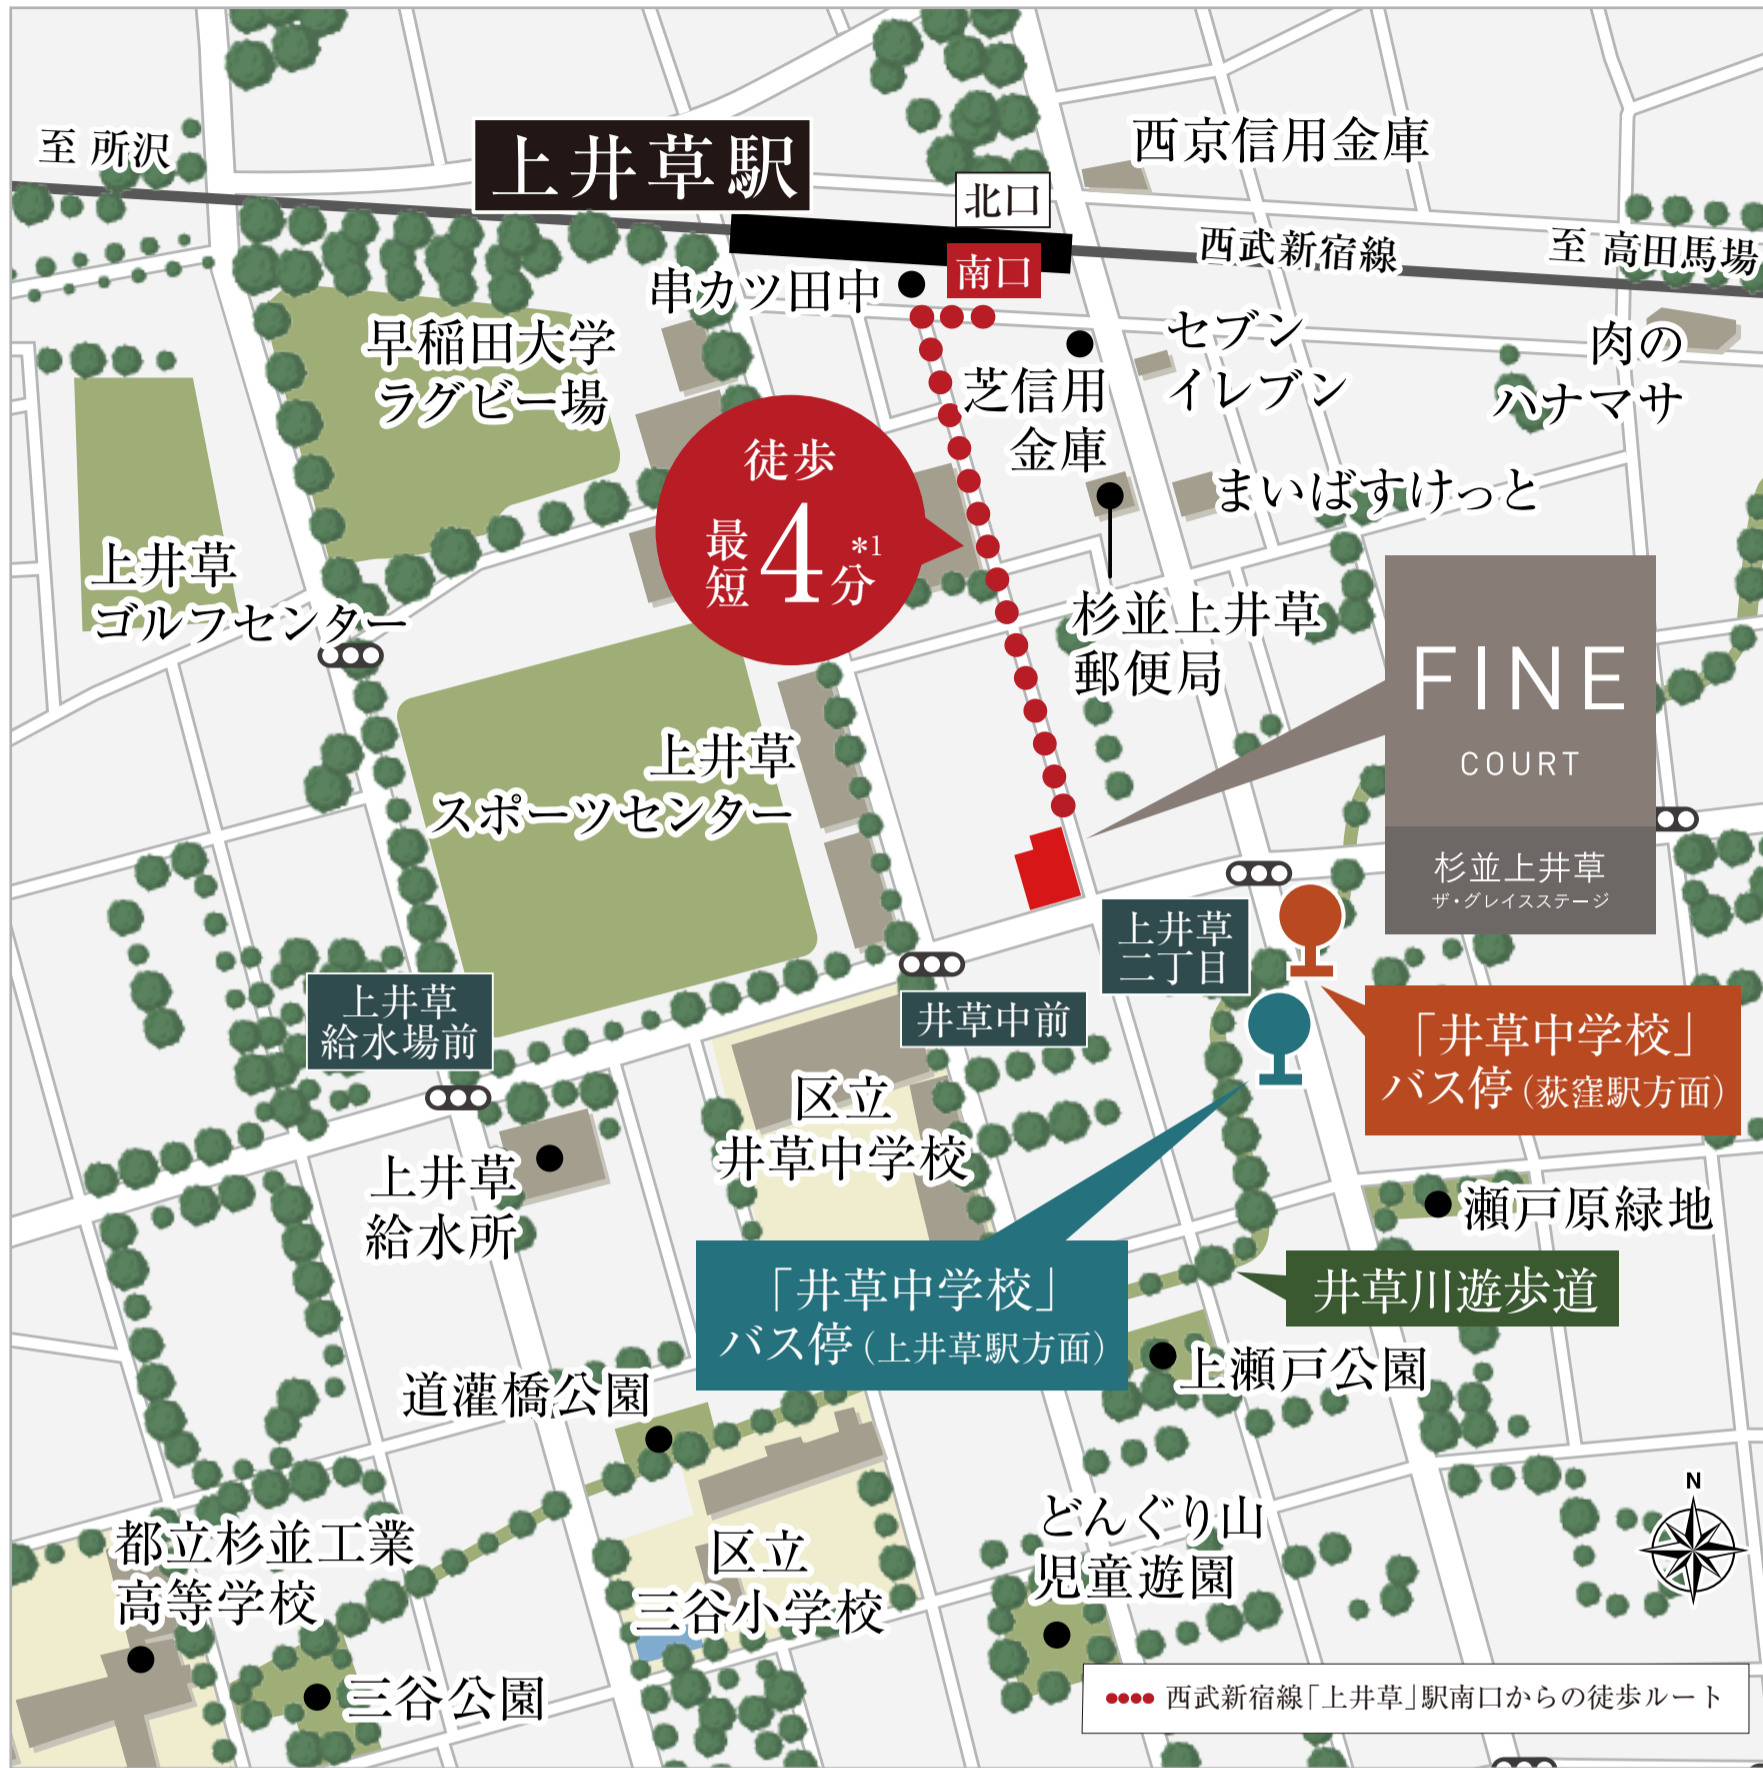 至 所沢
上井草駅
西京信用金庫
北口
南口
西武新宿線
至 高田馬場
串カツ田中
早稲田大学
ラグビー場
芝信用
金庫
セブン
イレブン
肉の
ハナマサ
まいばすけっと
徒歩
最短4分*1
上井草
ゴルフセンター
杉並上井草
郵便局
FINE
COURT
杉並上井草
ザ・グレイスステージ
上井草
スポーツセンター
上井草
二丁目
上井草
給水場前
井草中前
「井草中学校」
バス停(荻窪駅方面)
区立
井草中学校
上井草
給水所
瀬戸原緑地
「井草中学校」
バス停(上井草駅方面)
井草川遊歩道
上瀬戸公園
道灌橋公園
N
どんぐり山
児童遊園
都立杉並工業
高等学校
区立
三谷小学校
三谷公園
西武新宿線「上井草」駅南口からの徒歩ルート